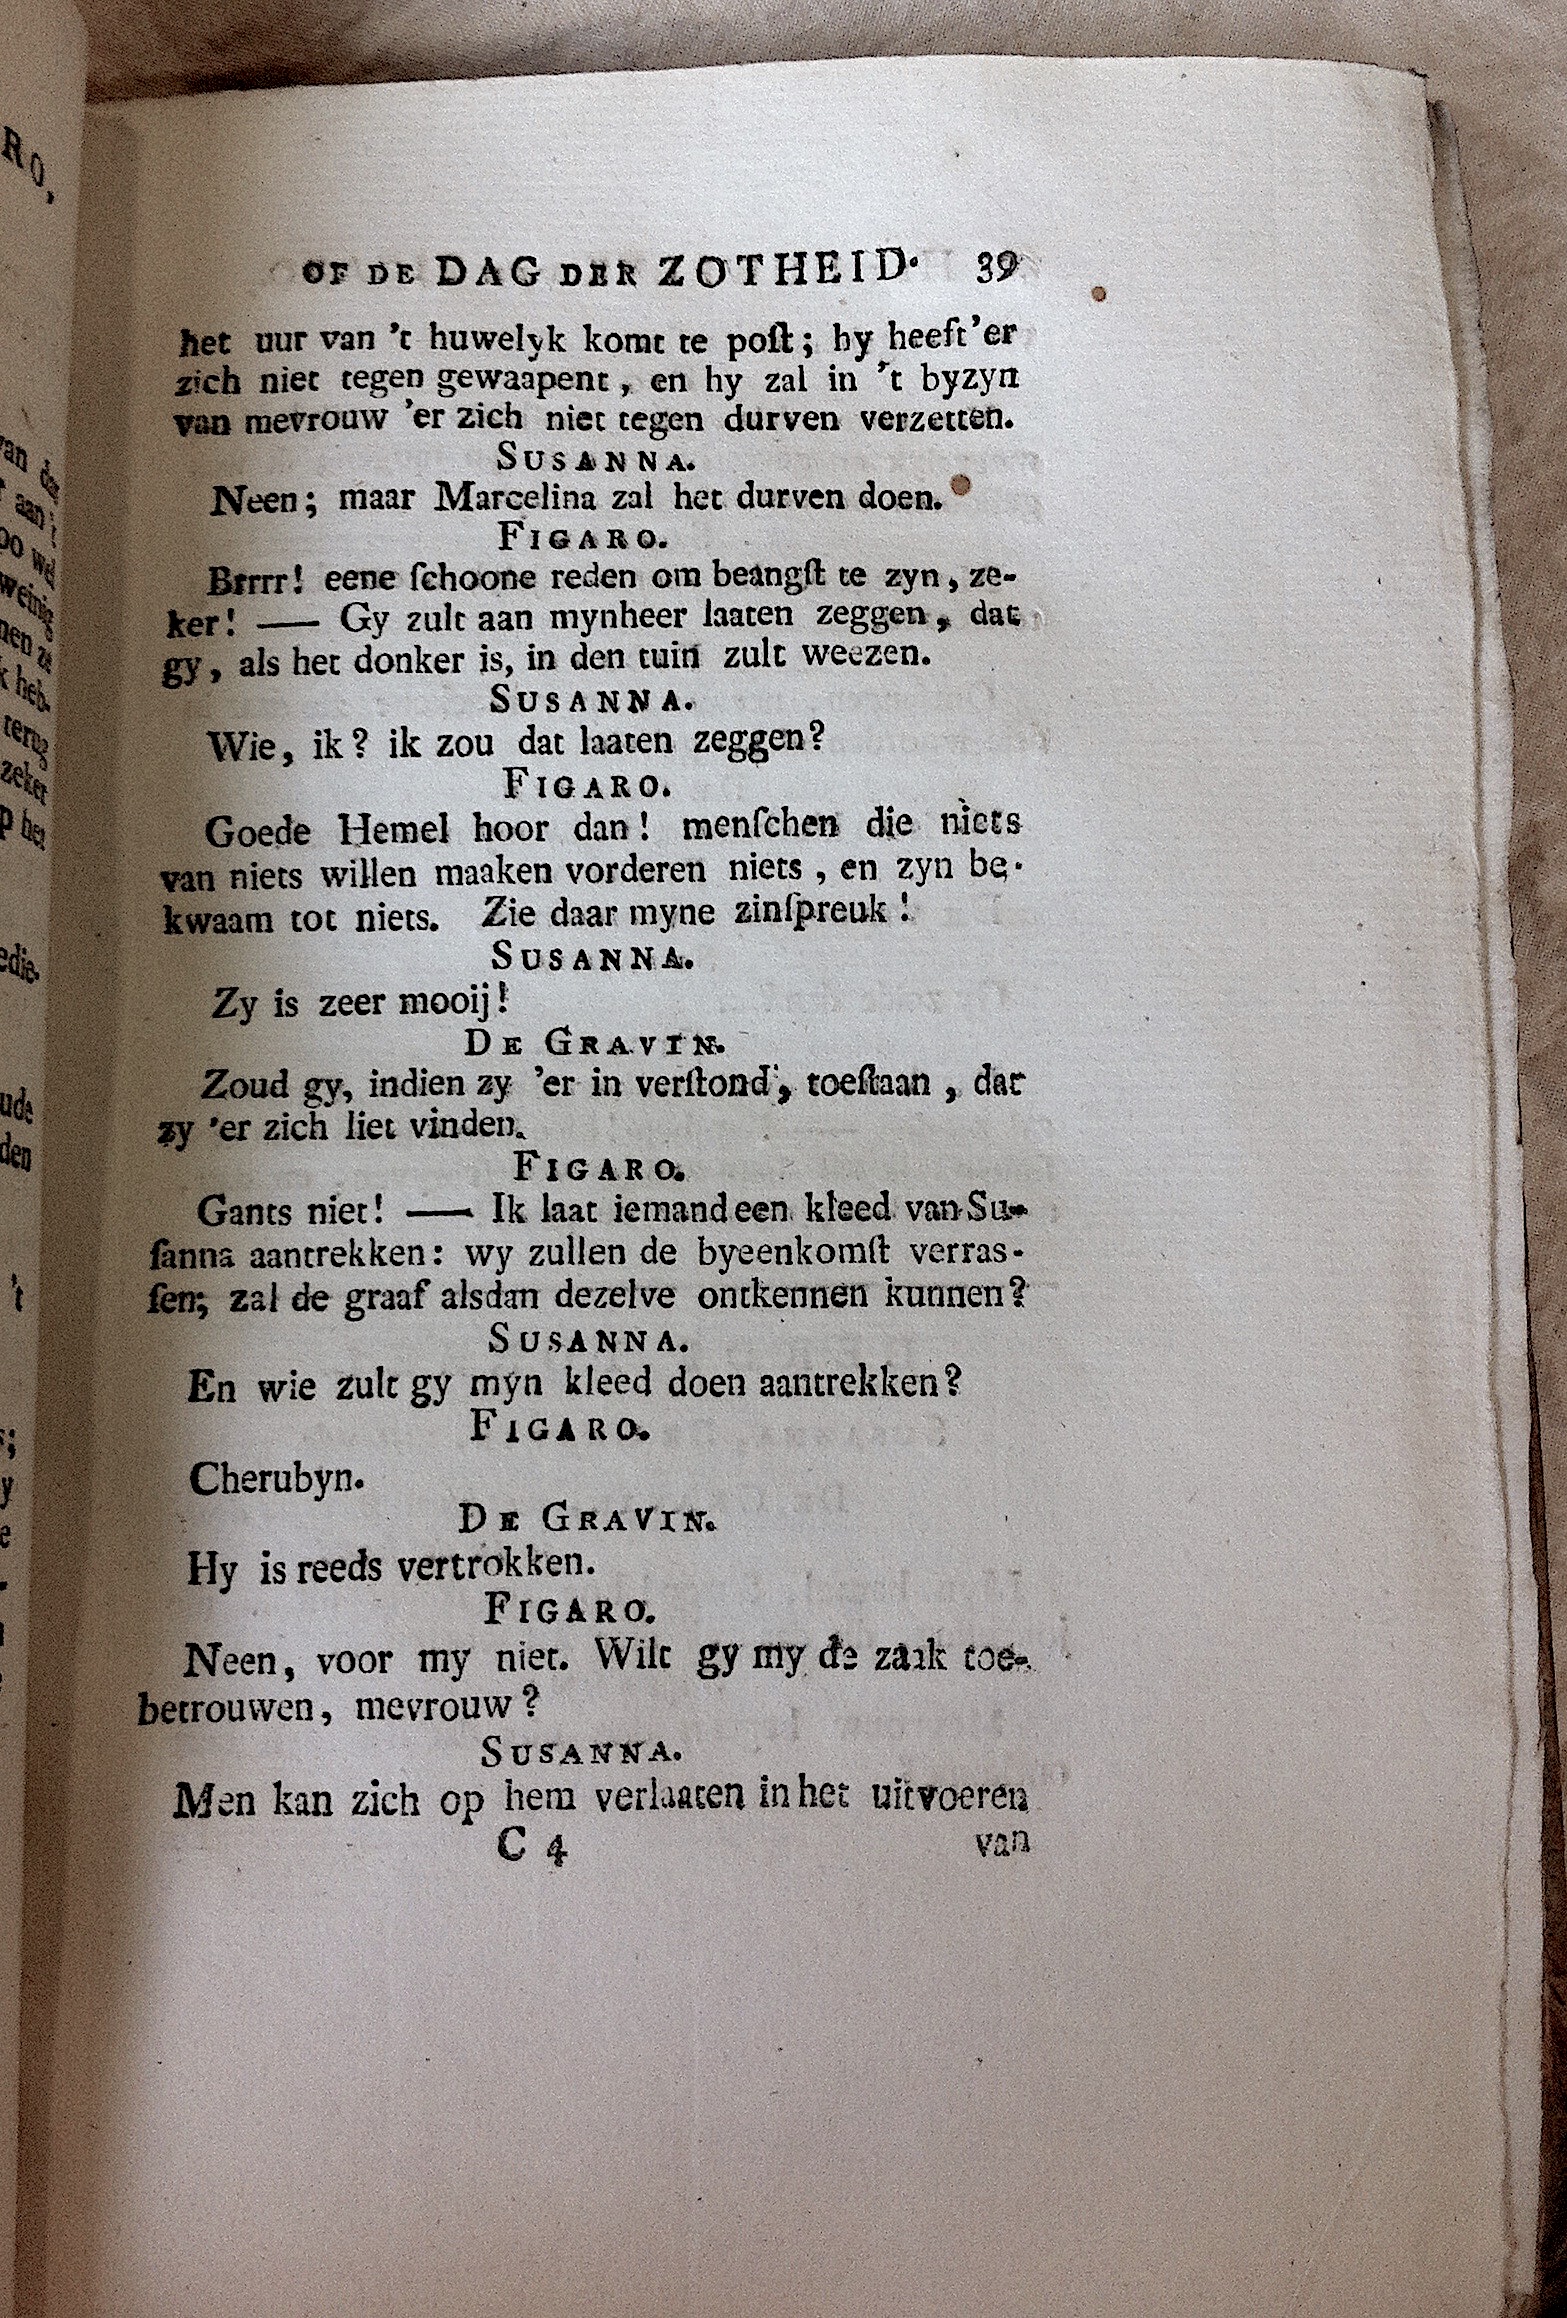 OF DE DAG DER ZOTHEID. 39
het uur van 't huwelyk komt te poſt; hy heeft 'er
zich niet tegen gewaapent, en hy zal in 't byzyn
van mevrouw 'er zich niet tegen durven verzetten.
SUSANNA.
Neen; maar Marcelina zal het durven doen.
FIGARO.
Brrrr! eene ſchoone reden om beangſt te zyn, ze-
ker! — Gy zult aan mynheer laaten zeggen, dat
gy, als het donker is, in den tuin zult weezen.
SUSANNA.
Wie, ik? ik zou dat laaten zeggen?
FIGARO.
Goede Hemel hoor dan! menſchen die niets
van niets willen maaken vorderen niets, en zyn be-
kwaam tot niets. Zie daar myne zinſpreuk!
SUSANNA.
Zy is zeer mooij!
DE GRAVIN.
Zoud gy, indien zy 'er in verſtond, toeſtaan, dat
zy 'er zich liet vinden.
FIGARO.
Gants niet! — Ik laat iemand een kleed van Su-
ſanna aantrekken: wy zullen de byeenkomſt verras-
ſen; zal de graaf alsdan dezelve ontkennen kunnen?
SUSANNA.
En wie zult gy myn kleed doen aantrekken?
FIGARO.
Cherubyn.
DE GRAVIN.
Hy is reeds vertrokken.
FIGARO.
Neen, voor my niet. Wilt gy my de zaak toe-
betrouwen, mevrouw?
SUSANNA.
Men kan zich op hem verlaaten in het uitvoeren
C 4 van